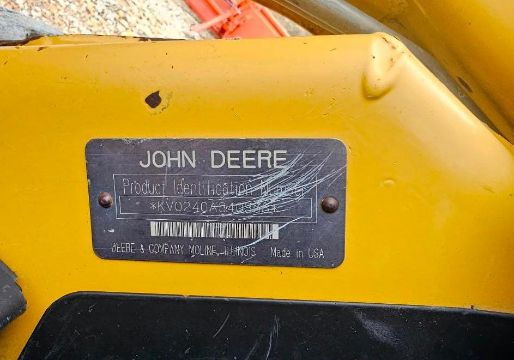 JOHN DEERE
Product Identification Number
DEERE & COMPANY MOLINE, ILLINOIS Made in USA